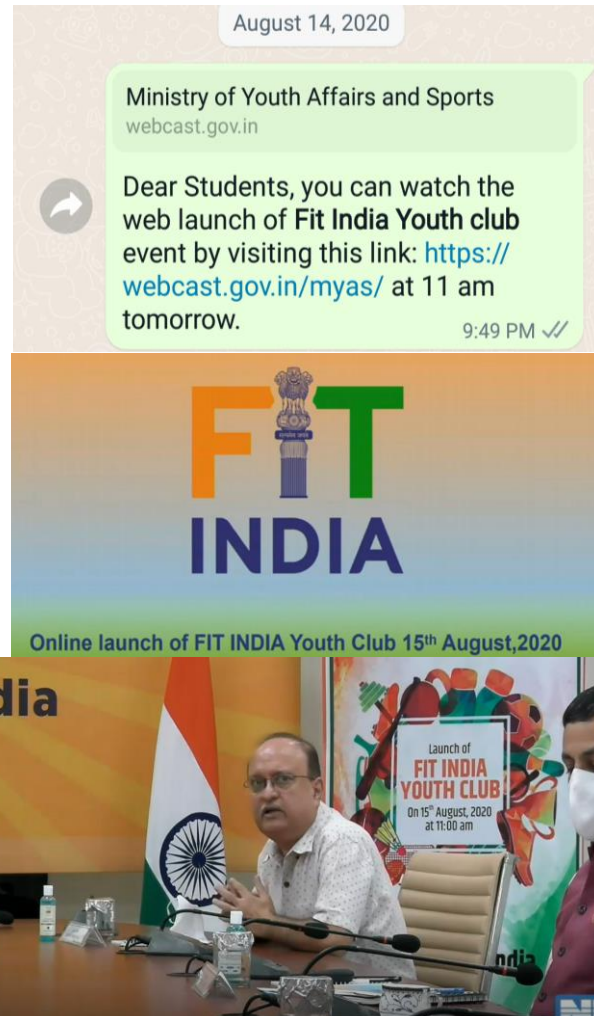 August 14, 2020
Ministry of Youth Affairs and Sports
webcast.gov.in
Dear Students, you can watch the
web launch of Fit India Youth club
event by visiting this link: https://
webcast.gov.in/myas/ at 11 am
tomorrow.
9:49 PM
FIT
INDIA
Online launch of FIT INDIA Youth Club 15th August,2020
dia
Launch of
FIT INDIA
YOUTH CLUB
On 15th August, 2020
at 11:00 am
ndia